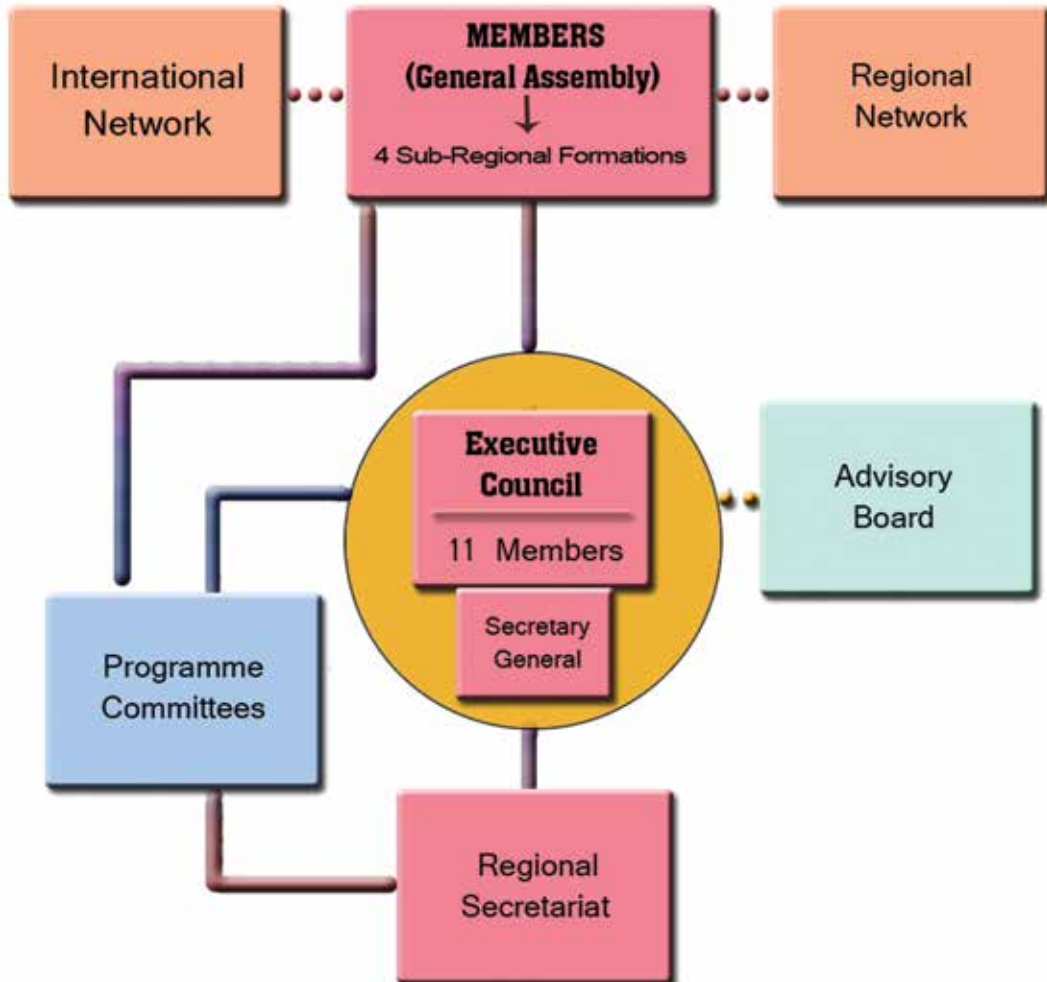 International
Network
MEMBERS
(General Assembly)
4 Sub-Regional Formations
Regional
Network
Executive
Council
11 Members
Secretary
General
Advisory
Board
Programme
Committees
Regional
Secretariat